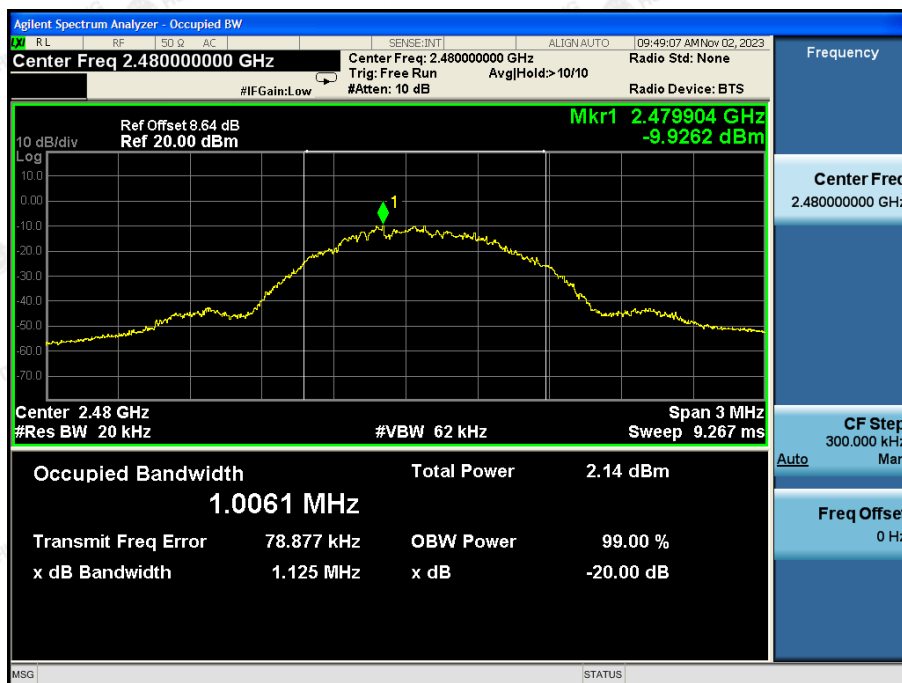 Agilent Spectrum Analyzer - Occupied BW
LXI RL RF 50 Ω AC SENSE:INT ALIGN AUTO 09:49:07 AM Nov 02, 2023
Center Freq 2.480000000 GHz
Center Freq: 2.480000000 GHz
Radio Std: None
Trig: Free Run Avg|Hold:>10/10
#IFGain:Low #Atten: 10 dB Radio Device: BTS
Mkr1 2.479904 GHz
-9.9262 dBm
Ref Offset 8.64 dB
10 dB/div Ref 20.00 dBm
Log
10.0
0.00
-10.0
-20.0
-30.0
-40.0
-50.0
-60.0
-70.0
1
Center 2.48 GHz Span 3 MHz
#Res BW 20 kHz #VBW 62 kHz Sweep 9.267 ms
Occupied Bandwidth Total Power 2.14 dBm
1.0061 MHz
Transmit Freq Error 78.877 kHz OBW Power 99.00 %
x dB Bandwidth 1.125 MHz x dB -20.00 dB
MSG STATUS
Frequency
Center Freq
2.480000000 GHz
CF Step
300.000 kHz
Auto Man
Freq Offset
0 Hz